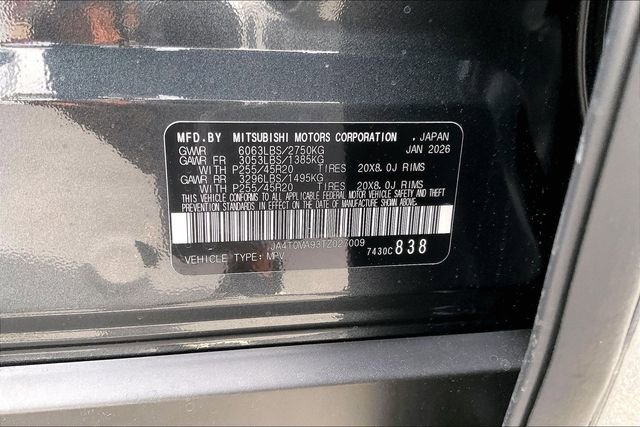 MFD.BY MITSUBISHI MOTORS CORPORATION , JAPAN
GVWR 6063LBS/2750KG JAN 2026
GAWR FR 3053LBS/1385KG
WITH P255/45R20 TIRES 20X8.0J RIMS
GAWR RR 3296LBS/1495KG
WITH P255/45R20 TIRES 20X8.0J RIMS
THIS VEHICLE CONFORMS TO ALL APPLICABLE FEDERAL MOTOR VEHICLE SAFETY AND THEFT
PREVENTION STANDARDS IN EFFECT ON THE DATE OF MANUFACTURE SHOWN ABOVE.
JA4T0VA93TZ027009
7430C 838
VEHICLE TYPE: MPV